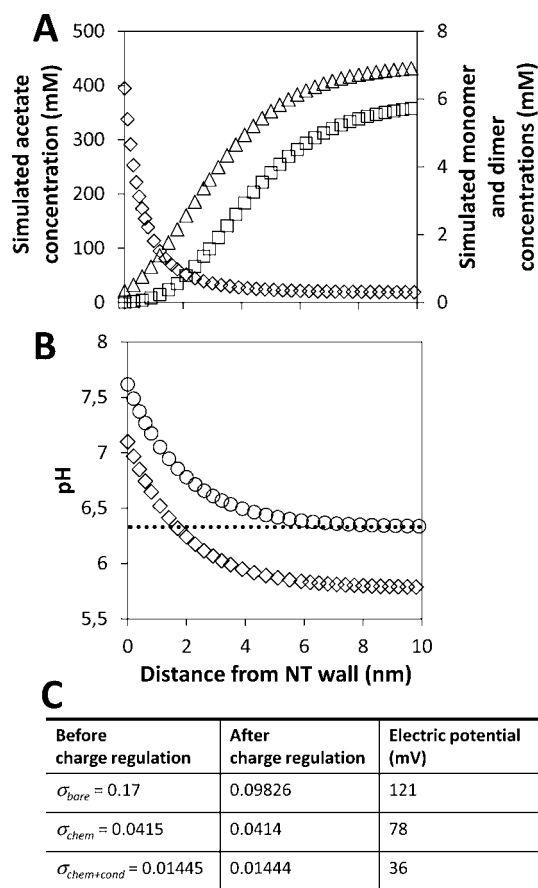 A
Simulated acetate
concentration (mM)
500
400
300
200
100
0
8
6
4
2
0
Simulated monomer
and dimer
concentrations (mM)
B
pH
8
7,5
7
6,5
6
5,5
0
2
4
6
8
10
Distance from NT wall (nm)
C
Before charge regulation
After charge regulation
Electric potential (mV)
σbare = 0.17
0.09826
121
σchem = 0.0415
0.0414
78
σchem+cond = 0.01445
0.01444
36